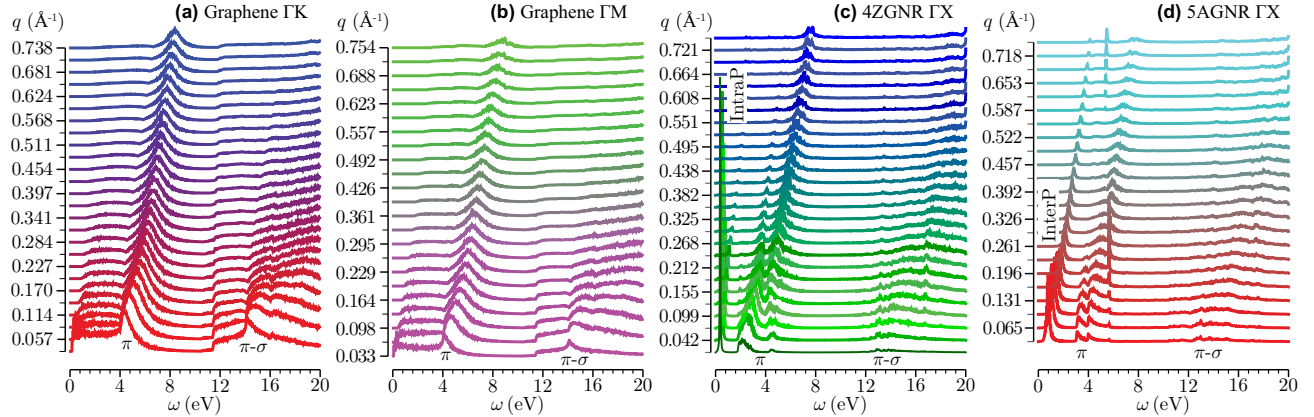 q (Å⁻¹) (a) Graphene ΓK
0.738
0.681
0.624
0.568
0.511
0.454
0.397
0.341
0.284
0.227
0.170
0.114
0.057
π
π-σ
0 4 8 12 16 20
ω (eV)
q (Å⁻¹) (b) Graphene ΓM
0.754
0.688
0.623
0.557
0.492
0.426
0.361
0.295
0.229
0.164
0.098
0.033
π
π-σ
0 4 8 12 16 20
ω (eV)
q (Å⁻¹) (c) 4ZGNR ΓX
0.721
0.664
0.608
0.551
0.495
0.438
0.382
0.325
0.268
0.212
0.155
0.099
0.042
IntraP
π
π-σ
0 4 8 12 16 20
ω (eV)
q (Å⁻¹) (d) 5AGNR ΓX
0.718
0.653
0.587
0.522
0.457
0.392
0.326
0.261
0.196
0.131
0.065
InterP
π
π-σ
0 4 8 12 16 20
ω (eV)